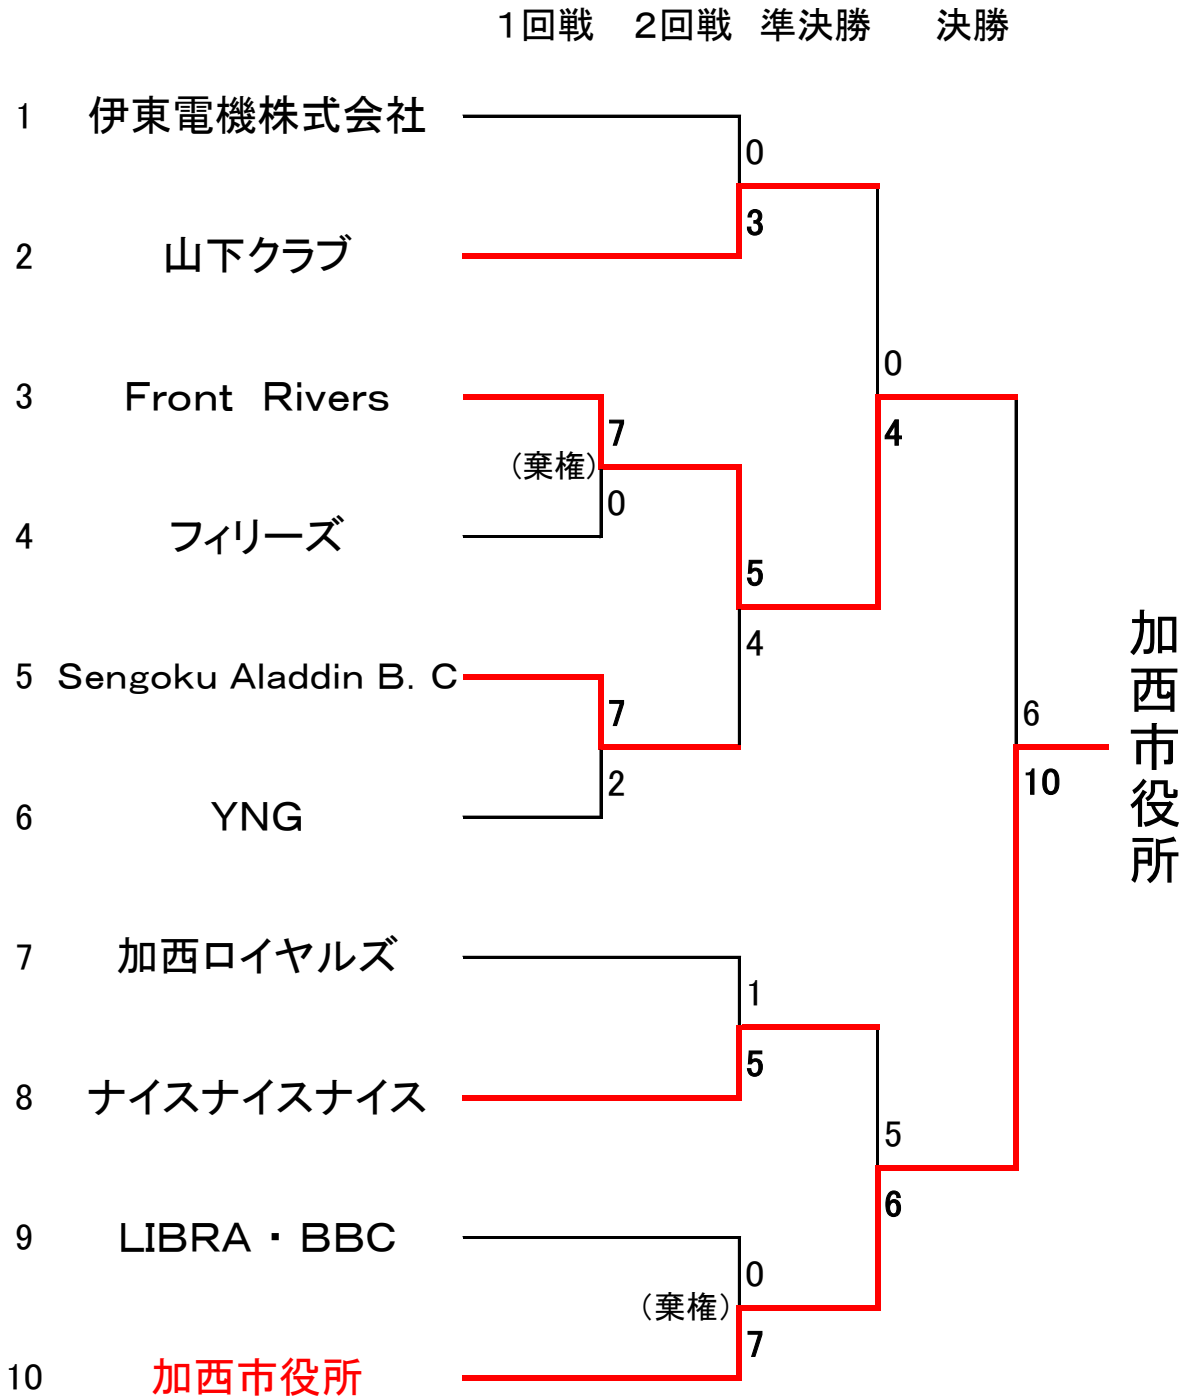 1回戦 2回戦 準決勝 決勝
1 伊東電機株式会社
0
3
2 山下クラブ
0
3 Front Rivers
7
4
(棄権)
0
4 フィリーズ
5
4
5 Sengoku Aladdin B. C
7
6
加西市役所
10
2
6 YNG
7 加西ロイヤルズ
1
5
8 ナイスナイスナイス
5
6
9 LIBRA・BBC
0
(棄権)
7
10 加西市役所